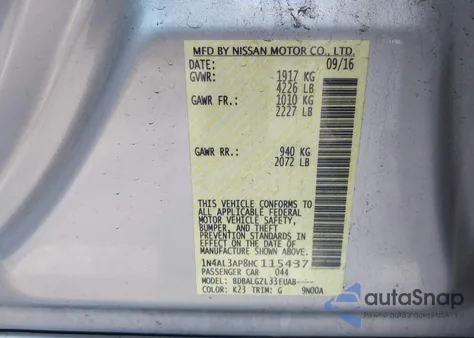 MFD BY NISSAN MOTOR CO., LTD.
DATE: 09/16
GVWR: 1917 KG
4226 LB
GAWR FR.: 1010 KG
2227 LB
GAWR RR.: 940 KG
2072 LB
THIS VEHICLE CONFORMS TO
ALL APPLICABLE FEDERAL
MOTOR VEHICLE SAFETY,
BUMPER, AND THEFT
PREVENTION STANDARDS IN
EFFECT ON THE DATE OF
MANUFACTURE SHOWN ABOVE.
1N4AL3AP8HC115437
PASSENGER CAR 044
MODEL: BDBALGZL33EUAB----
COLOR: K23 TRIM: G 9N00A
autoSnap